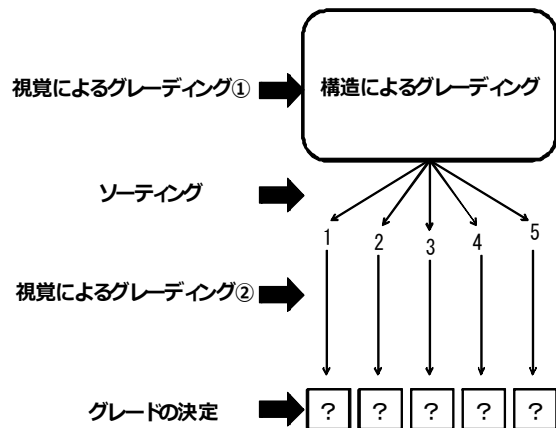 視覚によるグレーディング①
構造によるグレーディング
ソーティング
1 2 3 4 5
視覚によるグレーディング②
グレードの決定
? ? ? ? ?